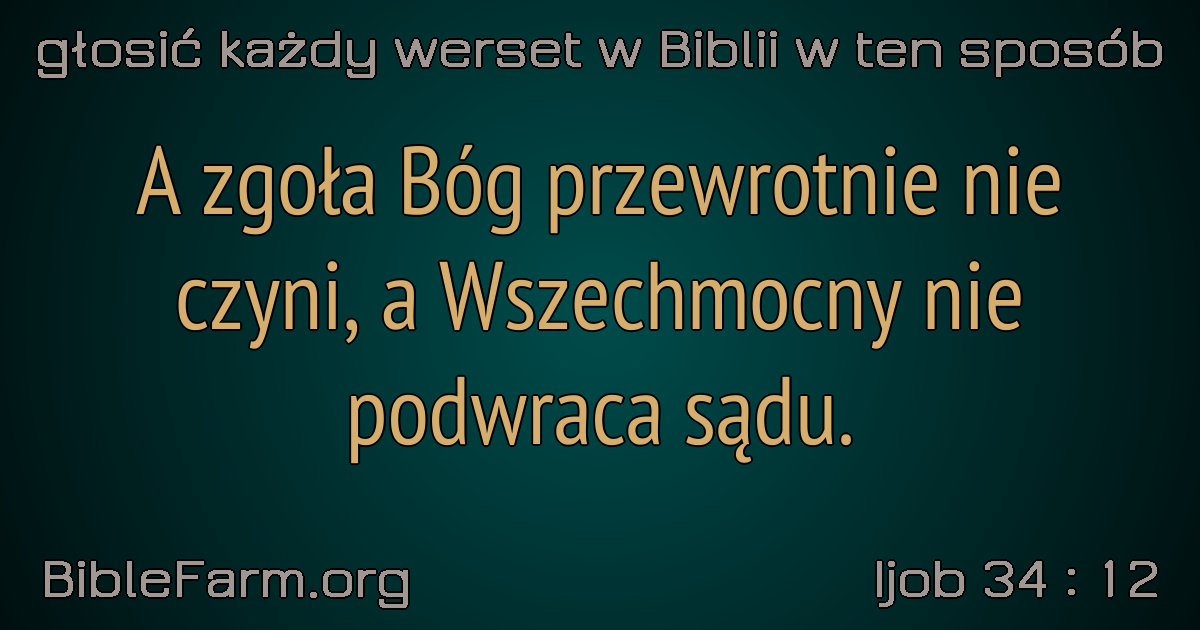 głosić każdy werset w Biblii w ten sposób
A zgoła Bóg przewrotnie nie
czyni, a Wszechmocny nie
podwraca sądu.
BibleFarm.org
Ijob 34 : 12